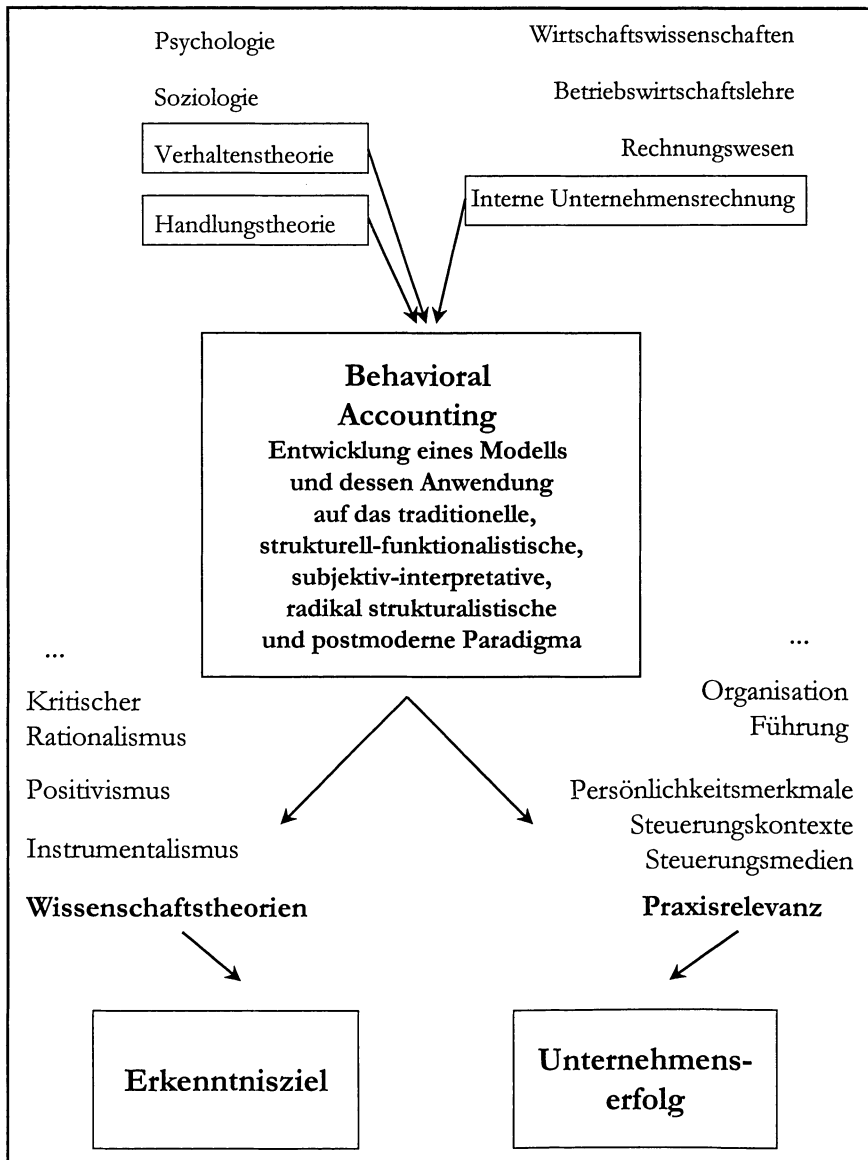 Psychologie
Soziologie
Verhaltenstheorie
Handlungstheorie
Wirtschaftswissenschaften
Betriebswirtschaftslehre
Rechnungswesen
Interne Unternehmensrechnung
Behavioral
Accounting
Entwicklung eines Modells
und dessen Anwendung
auf das traditionelle,
strukturell-funktionalistische,
subjektiv-interpretative,
radikal strukturalistische
und postmoderne Paradigma
...
Kritischer
Rationalismus
Positivismus
Instrumentalismus
Wissenschaftstheorien
...
Organisation
Führung
Persönlichkeitsmerkmale
Steuerungskontexte
Steuerungsmedien
Praxisrelevanz
Erkenntnisziel
Unternehmens-
erfolg